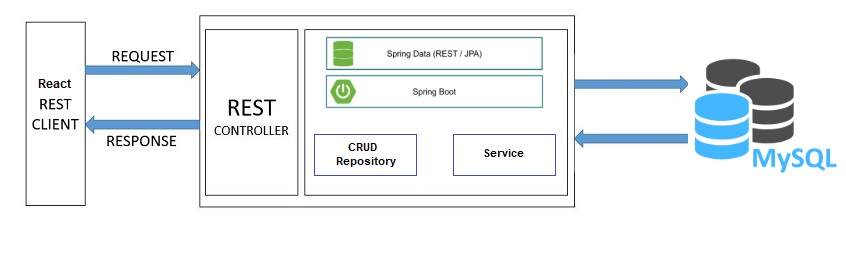 React
REST
CLIENT
REQUEST
RESPONSE
REST
CONTROLLER
Spring Data (REST / JPA)
Spring Boot
CRUD
Repository
Service
MySQL